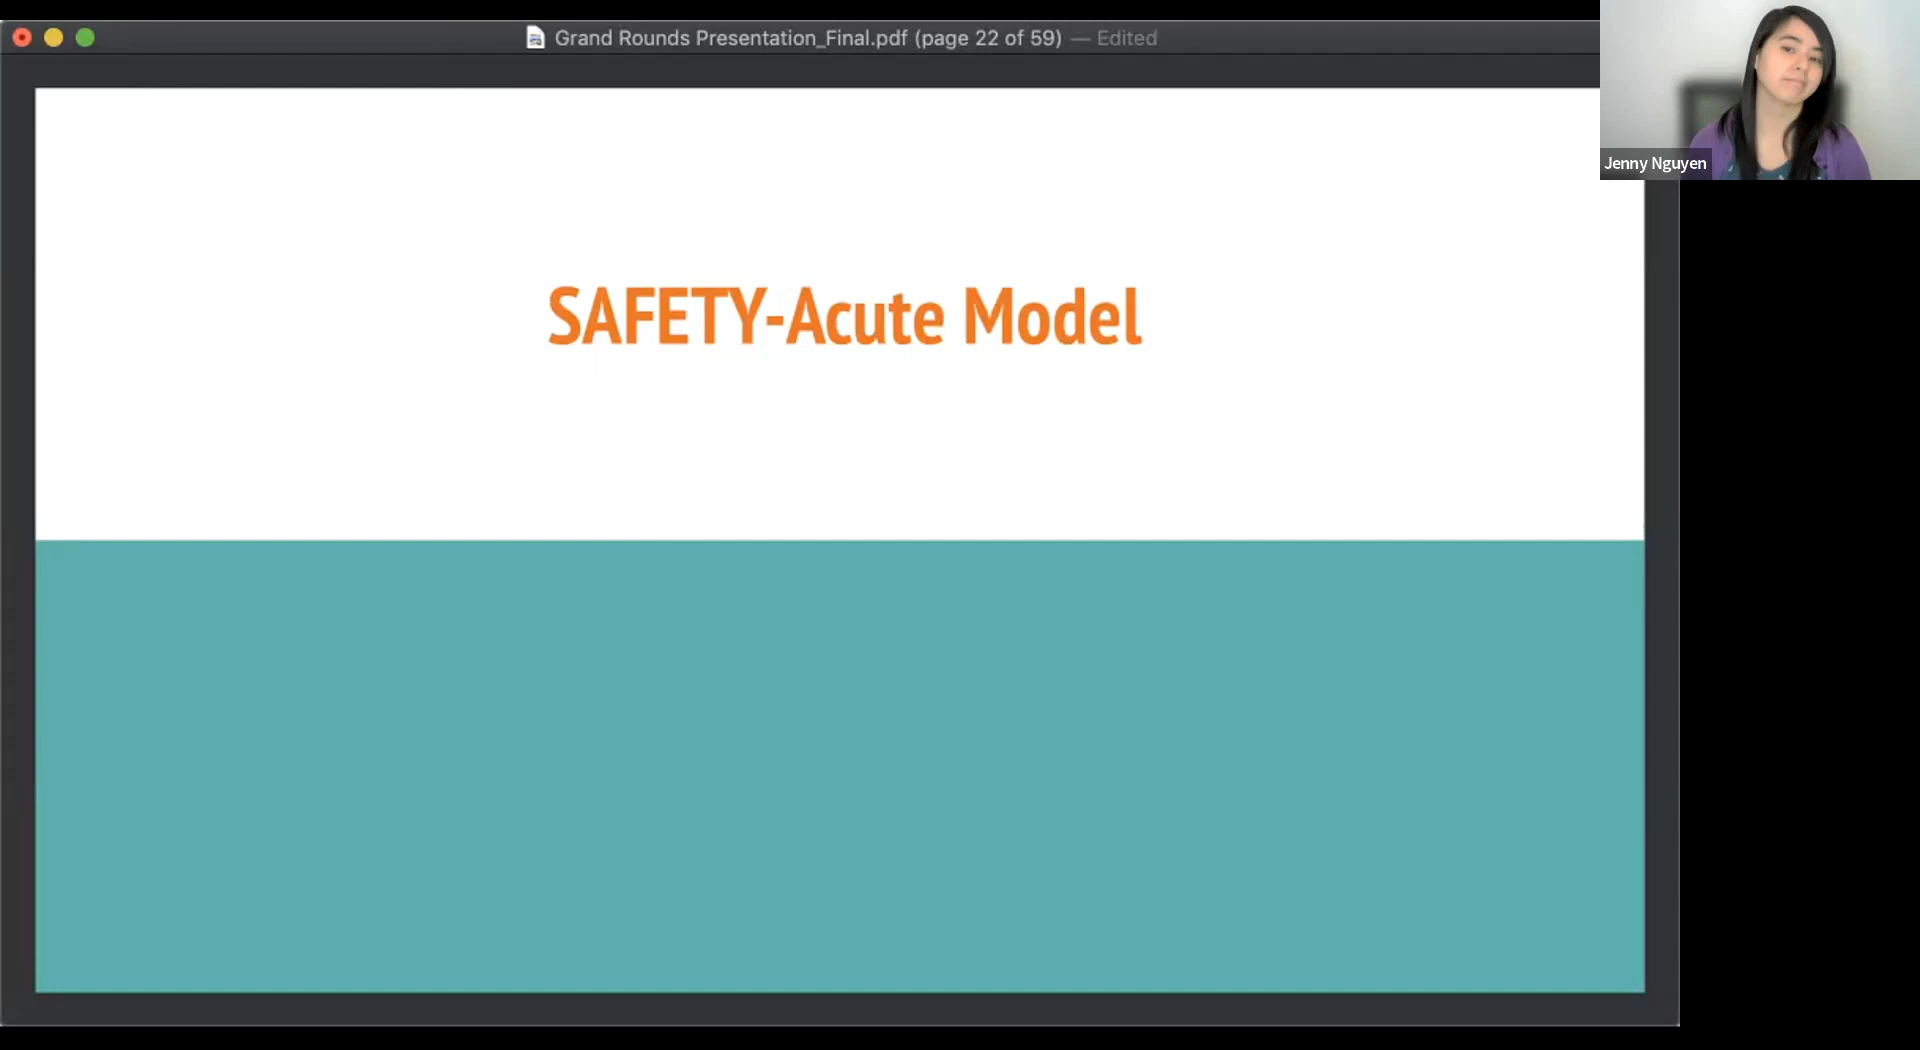 Grand Rounds Presentation_Final.pdf (page 22 of 59) — Edited
Jenny Nguyen
SAFETY-Acute Model